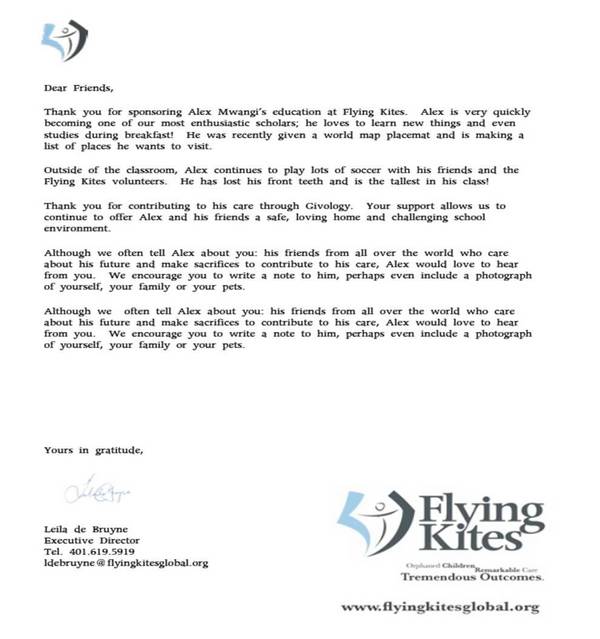 Dear Friends,
Thank you for sponsoring Alex Mwangi's education at Flying Kites. Alex is very quickly
becoming one of our most enthusiastic scholars; he loves to learn new things and even
studies during breakfast! He was recently given a world map placemat and is making a
list of places he wants to visit.
Outside of the classroom, Alex continues to play lots of soccer with his friends and the
Flying Kites volunteers. He has lost his front teeth and is the tallest in his class!
Thank you for contributing to his care through Givology. Your support allows us to
continue to offer Alex and his friends a safe, loving home and challenging school
environment.
Although we often tell Alex about you: his friends from all over the world who care
about his future and make sacrifices to contribute to his care, Alex would love to hear
from you. We encourage you to write a note to him, perhaps even include a photograph
of yourself, your family or your pets.
Although we often tell Alex about you: his friends from all over the world who care
about his future and make sacrifices to contribute to his care, Alex would love to hear
from you. We encourage you to write a note to him, perhaps even include a photograph
of yourself, your family or your pets.
Yours in gratitude,
Leila de Bruyne
Executive Director
Tel. 401.619.5919
ldebruyne@flyingkitesglobal.org
Flying
Kites
Orphaned Children, Remarkable Care
Tremendous Outcomes.
www.flyingkitesglobal.org